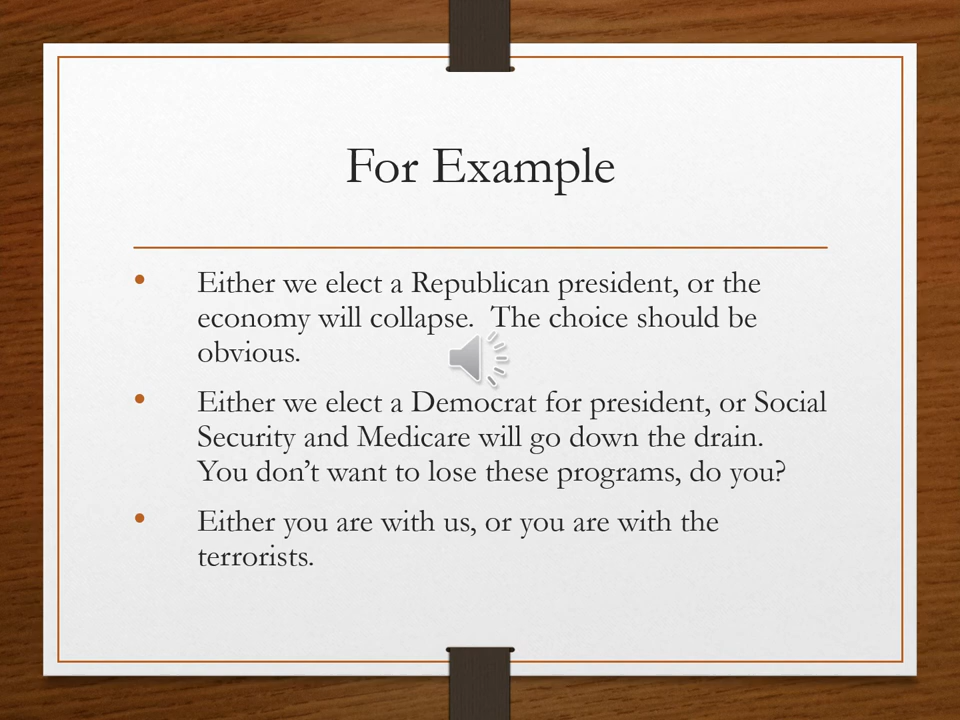 For Example
• Either we elect a Republican president, or the
economy will collapse.  The choice should be
obvious.
• Either we elect a Democrat for president, or Social
Security and Medicare will go down the drain.
You don’t want to lose these programs, do you?
• Either you are with us, or you are with the
terrorists.